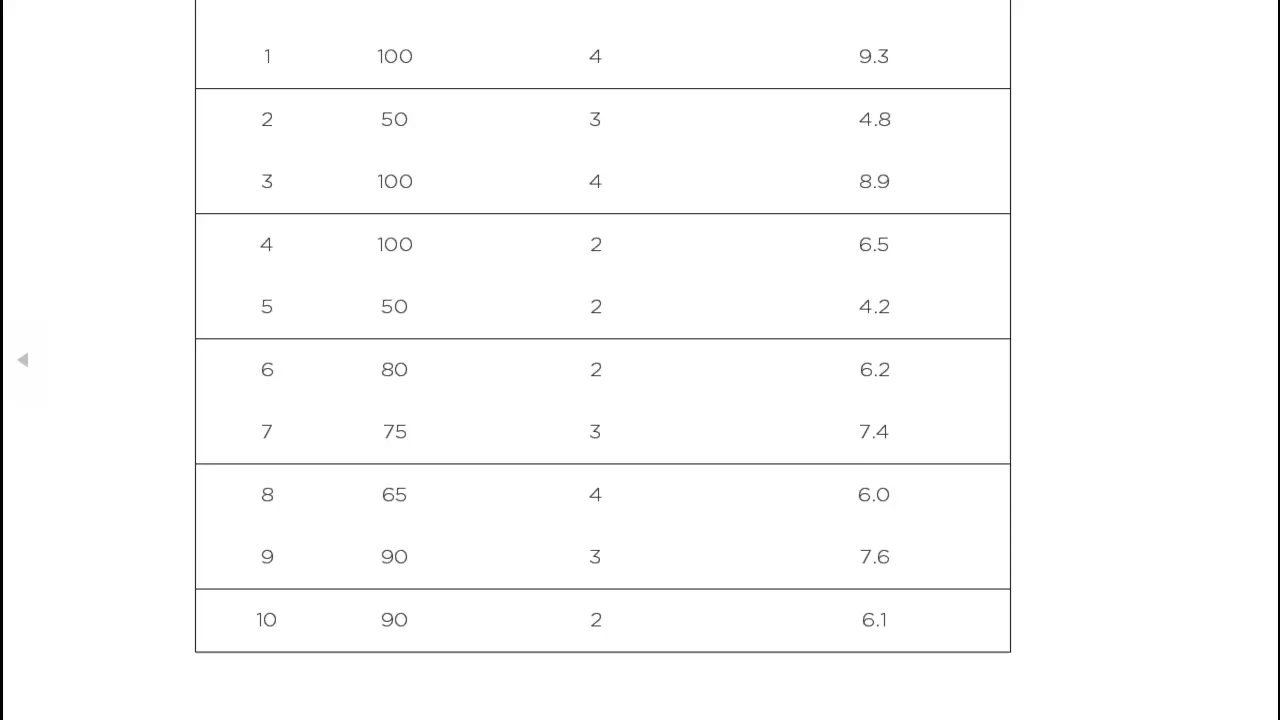 1 100 4 9.3
2 50 3 4.8
3 100 4 8.9
4 100 2 6.5
5 50 2 4.2
6 80 2 6.2
7 75 3 7.4
8 65 4 6.0
9 90 3 7.6
10 90 2 6.1